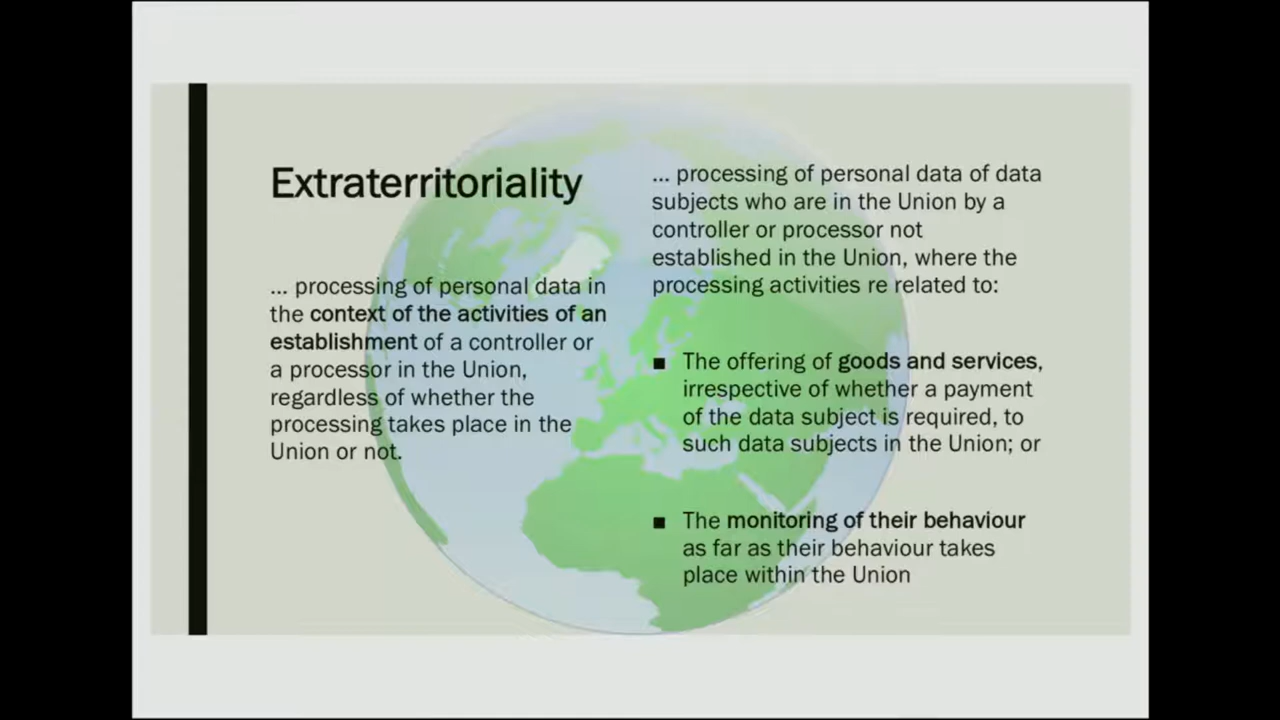 Extraterritoriality
... processing of personal data in
the context of the activities of an
establishment of a controller or
a processor in the Union,
regardless of whether the
processing takes place in the
Union or not.
... processing of personal data of data
subjects who are in the Union by a
controller or processor not
established in the Union, where the
processing activities re related to:
■ The offering of goods and services,
irrespective of whether a payment
of the data subject is required, to
such data subjects in the Union; or
■ The monitoring of their behaviour
as far as their behaviour takes
place within the Union